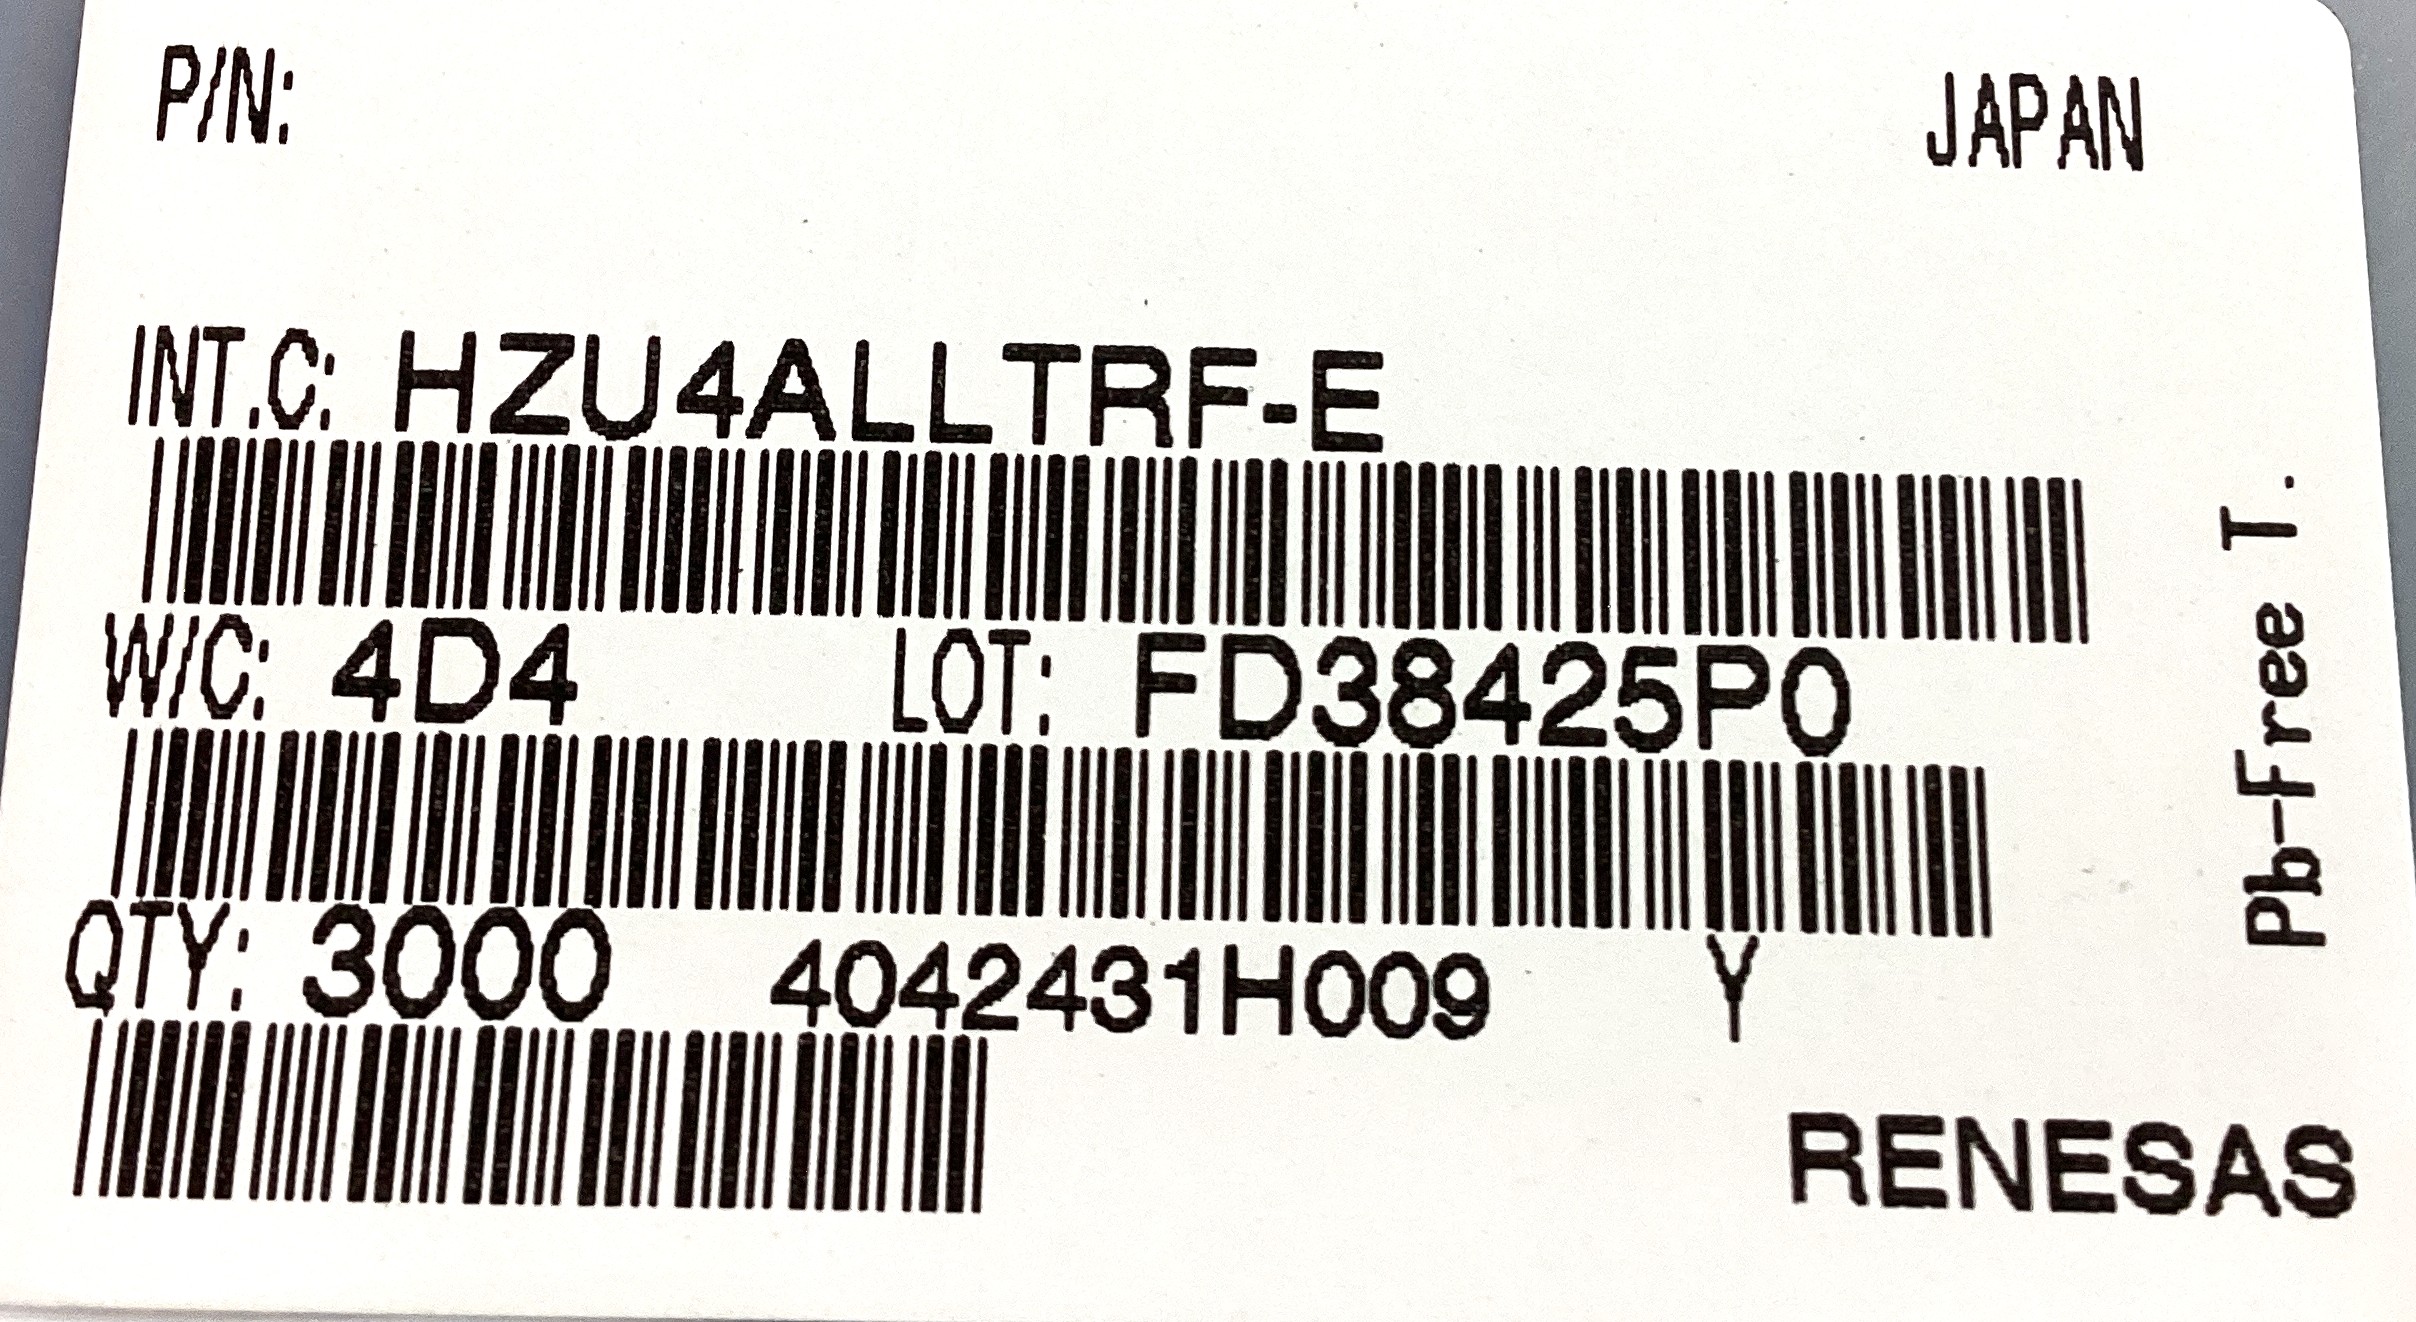 P/N: JAPAN
INT.C: HZU4ALLTRF-E
W/C: 4D4 LOT: FD38425P0
QTY: 3000 4042431H009 Y
RENESAS
Pb-Free T.